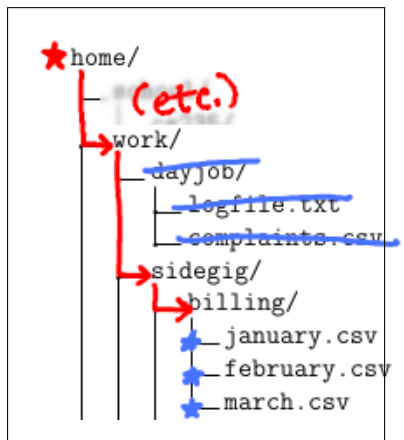 home/
(etc.)
work/
dayjob/
logfile.txt
complaints.csv
sidegig/
billing/
january.csv
february.csv
march.csv